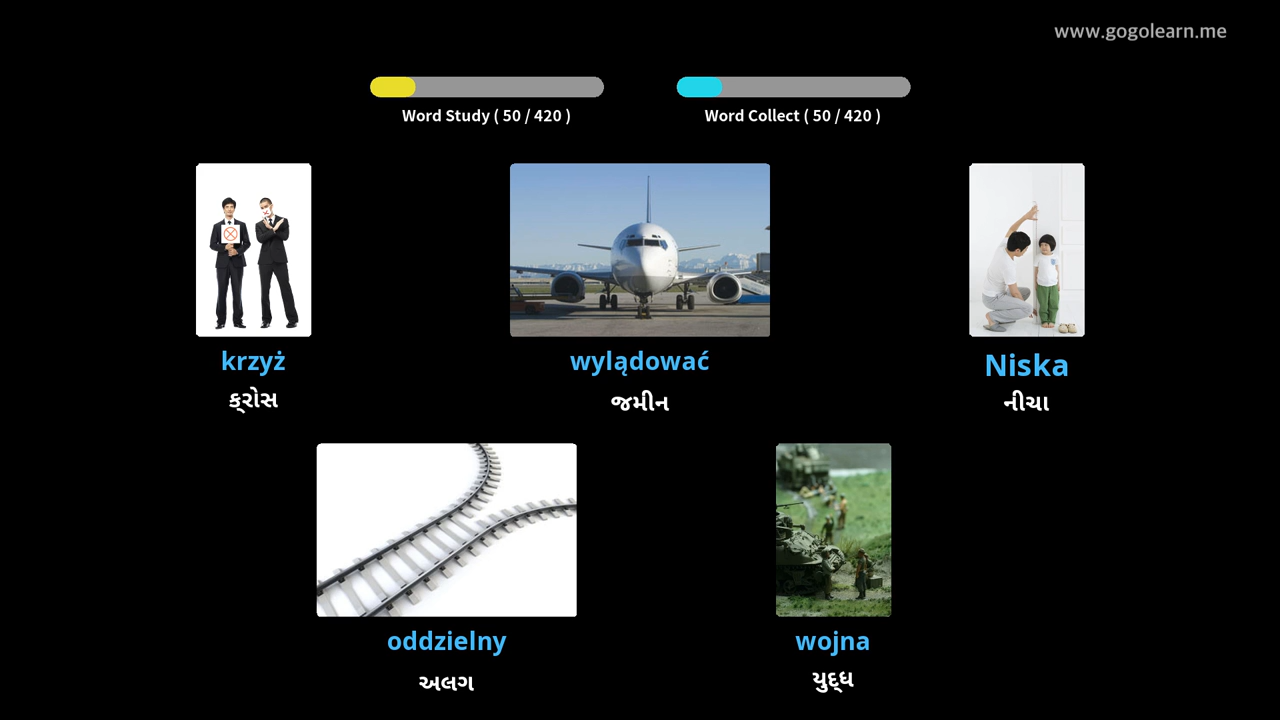 www.gogolearn.me
Word Study ( 50 / 420 )
Word Collect ( 50 / 420 )
krzyż
ક્રોસ
wylądować
જમીન
Niska
નીચા
oddzielny
અલગ
wojna
યુદ્ધ